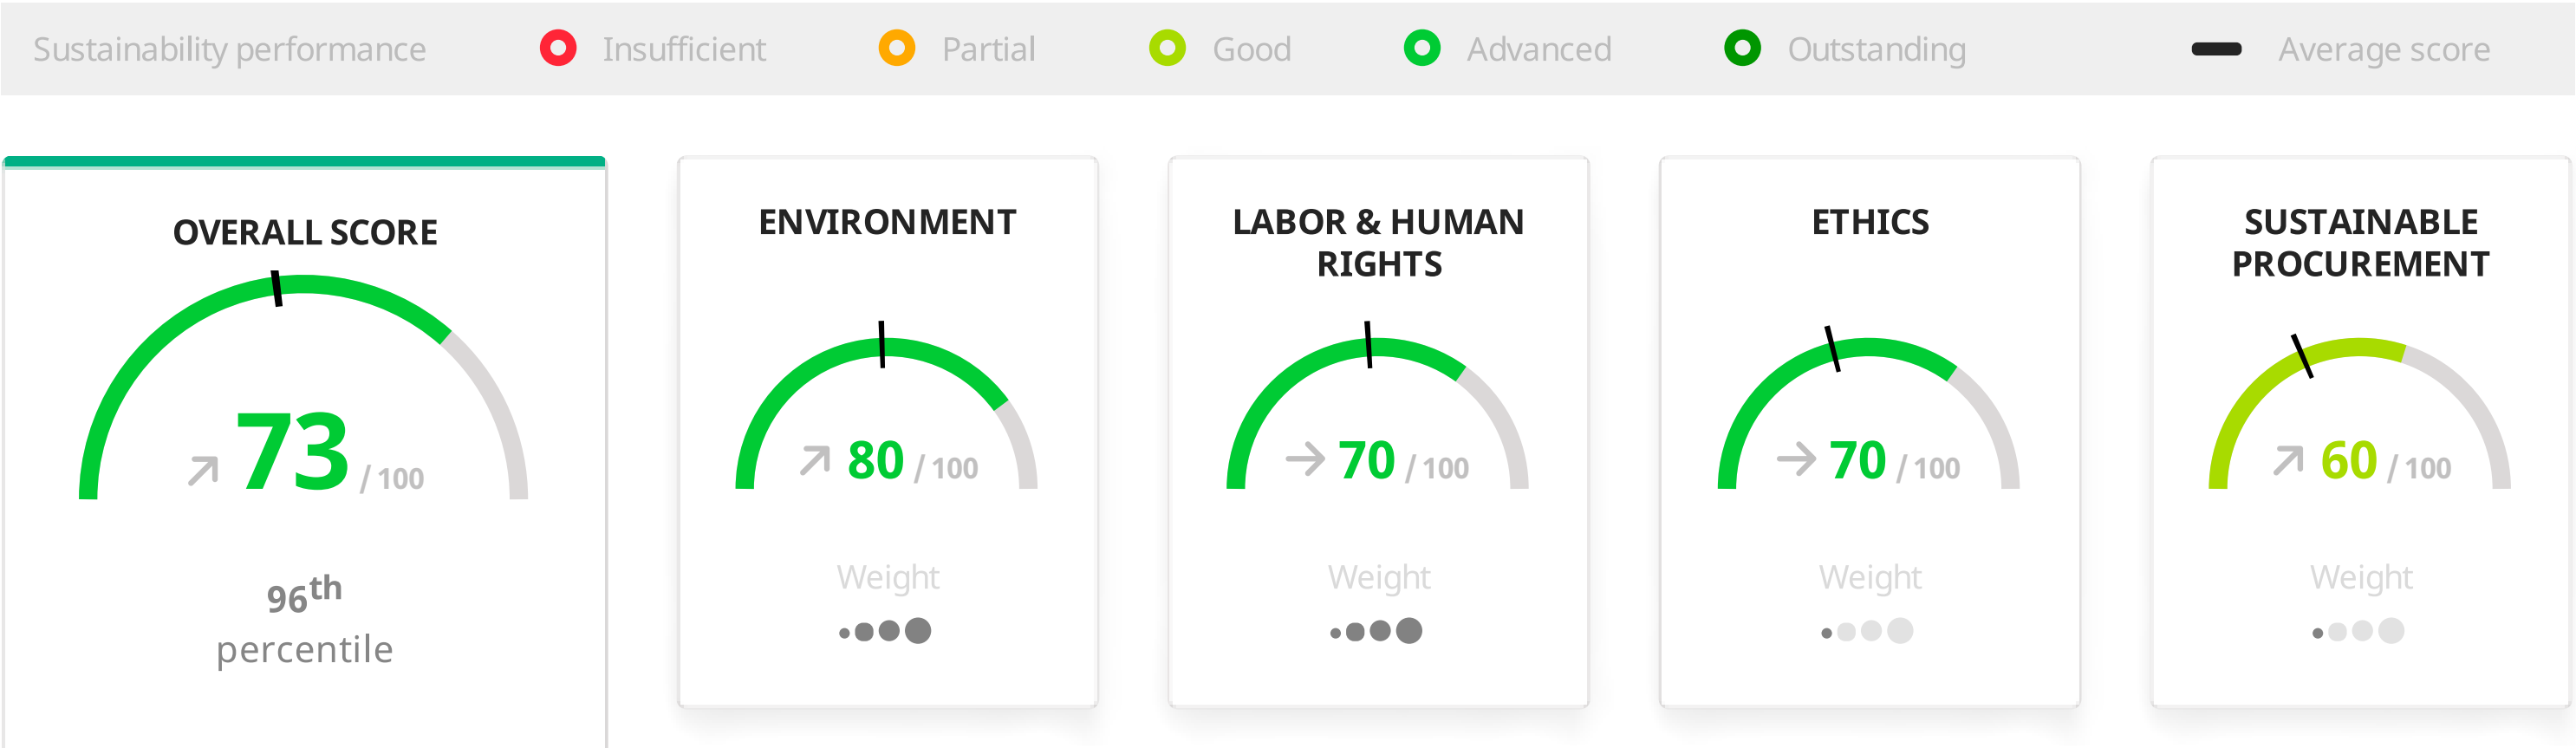 Sustainability performance Insufficient Partial Good Advanced Outstanding Average score
OVERALL SCORE
73 / 100
96th
percentile
ENVIRONMENT
80 / 100
Weight
LABOR & HUMAN
RIGHTS
70 / 100
Weight
ETHICS
70 / 100
Weight
SUSTAINABLE
PROCUREMENT
60 / 100
Weight